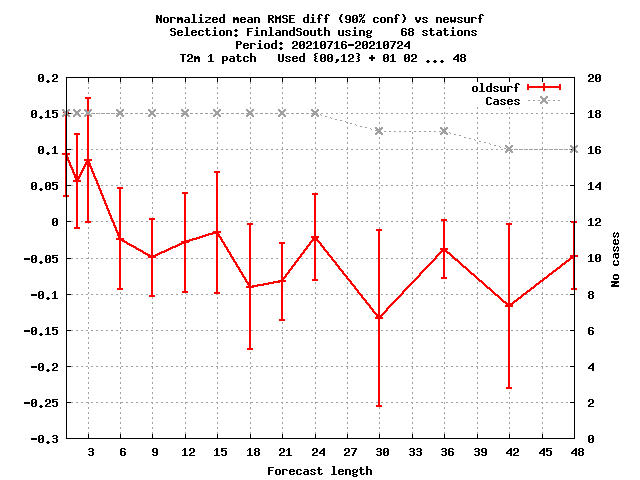 Normalized mean RMSE diff (90% conf) vs newsurf
Selection: FinlandSouth using    68 stations
Period: 20210716-20210724
T2m 1 patch   Used {00,12} + 01 02 ... 48
oldsurf
Cases
0.2
0.15
0.1
0.05
0
-0.05
-0.1
-0.15
-0.2
-0.25
-0.3
20
18
16
14
12
10
8
6
4
2
0
No cases
3 6 9 12 15 18 21 24 27 30 33 36 39 42 45 48
Forecast length